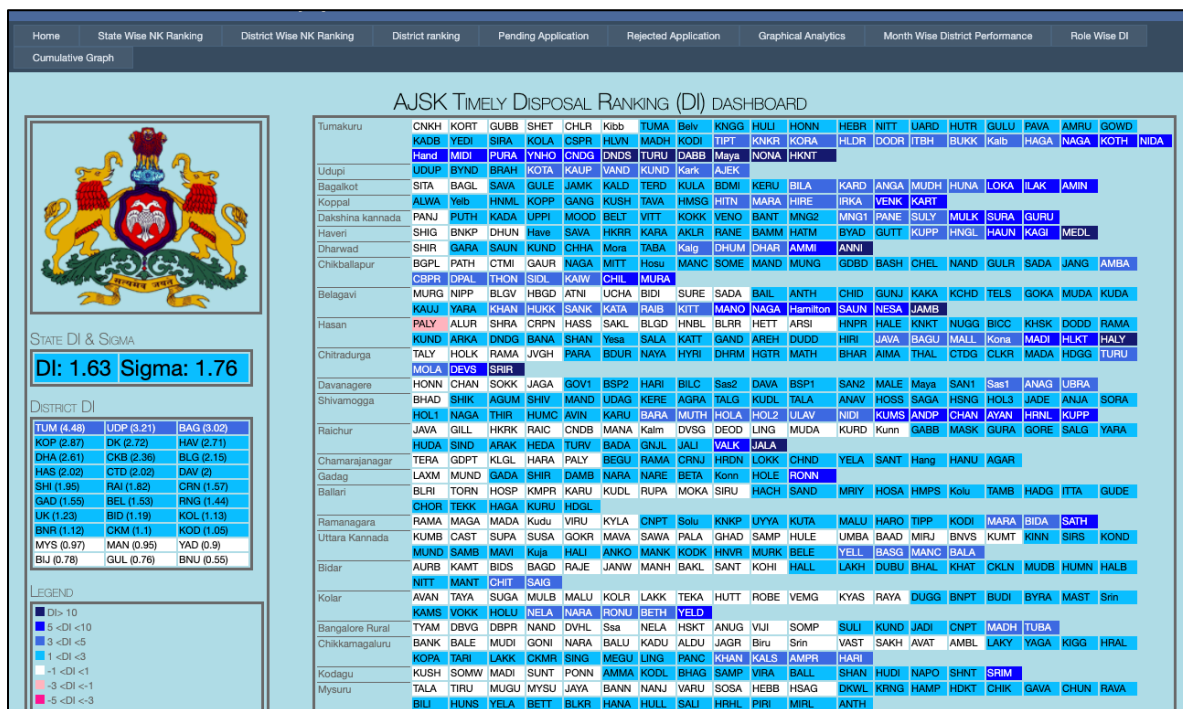 Home State Wise NK Ranking District Wise NK Ranking District ranking Pending Application Rejected Application Graphical Analytics Month Wise District Performance Role Wise DI
Cumulative Graph
AJSK Timely Disposal Ranking (DI) dashboard
State DI & Sigma
DI: 1.63 Sigma: 1.76
District DI
TUM (4.48) UDP (3.21) BAG (3.02)
KOP (2.87) DK (2.72) HAV (2.71)
DHA (2.61) CKB (2.36) BLG (2.15)
HAS (2.02) CTD (2.02) DAV (2)
SHI (1.95) RAI (1.82) CRN (1.57)
GAD (1.55) BEL (1.53) RNG (1.44)
UK (1.23) BID (1.19) KOL (1.13)
BNR (1.12) CKM (1.1) KOD (1.05)
MYS (0.97) MAN (0.95) YAD (0.9)
BIJ (0.78) GUL (0.76) BNU (0.55)
Legend
DI> 10
5 <DI <10
3 <DI <5
1 <DI <3
-1 <DI <1
-3 <DI <-1
-5 <DI <-3
Tumakuru CNKH KORT GUBB SHET CHLR Kibb TUMA Belv KNGG HULI HONN HEBR NITT UARD HUTR GULU PAVA AMRU GOWD
KADB YEDI SIRA KOLA CSPR HLVN MADH KODI TIPT KNKR KORA HLDR DODR ITBH BUKK Kalb HAGA NAGA KOTH NIDA
Hand MIDI PURA YNHO CNDG DNDS TURU DABB Maya NONA HKNT
Udupi UDUP BYND BRAH KOTA KAUP VAND KUND Kark AJEK
Bagalkot SITA BAGL SAVA GULE JAMK KALD TERD KULA BDMI KERU BILA KARD ANGA MUDH HUNA LOKA ILAK AMIN
Koppal ALWA Yelb HNML KOPP GANG KUSH TAVA HMSG HITN MARA HIRE IRKA VENK KART
Dakshina kannada PANJ PUTH KADA UPPI MOOD BELT VITT KOKK VENO BANT MNG2 MNG1 PANE SULY MULK SURA GURU
Haveri SHIG BNKP DHUN Have SAVA HKRR KARA AKLR RANE BAMM HATM BYAD GUTT KUPP HNGL HAUN KAGI MEDL
Dharwad SHIR GARA SAUN KUND CHHA Mora TABA Kalg DHUM DHAR AMMI ANNI
Chikballapur BGPL PATH CTMI GAUR NAGA MITT Hosu MANC SOME MAND MUNG GDBD BASH CHEL NAND GULR SADA JANG AMBA
CBPR DPAL THON SIDL KAIW CHIL MURA
Belagavi MURG NIPP BLGV HBGD ATNI UCHA BIDI SURE SADA BAIL ANTH CHID GUNJ KAKA KCHD TELS GOKA MUDA KUDA
KAUJ YARA KHAN HUKK SANK KATA RAIB KITT MANO NAGA Hamilton SAUN NESA JAMB
Hasan PALY ALUR SHRA CRPN HASS SAKL BLGD HNBL BLRR HETT ARSI HNPR HALE KNKT NUGG BICC KHSK DODD RAMA
KUND ARKA DNDG BANA SHAN Yesa SALA KATT GAND AREH DUDD HIRI JAVA BAGU MALL Kona MADI HLKT HALY
Chitradurga TALY HOLK RAMA JVGH PARA BDUR NAYA HYRI DHRM HGTR MATH BHAR AIMA THAL CTDG CLKR MADA HDGG TURU
MOLA DEVS SRIR
Davanagere HONN CHAN SOKK JAGA GOV1 BSP2 HARI BILC Sas2 DAVA BSP1 SAN2 MALE Maya SAN1 Sas1 ANAG UBRA
Shivamogga BHAD SHIK AGUM SHIV MAND UDAG KERE AGRA TALG KUDL TALA ANAV HOSS SAGA HSNG HOL3 JADE ANJA SORA
HOL1 NAGA THIR HUMC AVIN KARU BARA MUTH HOLA HOL2 ULAV NIDI KUMS ANDP CHAN AYAN HRNL KUPP
Raichur JAVA GILL HKRK RAIC CNDB MANA Kalm DVSG DEOD LING MUDA KURD Kunn GABB MASK GURA GORE SALG YARA
HUDA SIND ARAK HEDA TURV BADA GNJL JALI VALK JALA
Chamarajanagar TERA GDPT KLGL HARA PALY BEGU RAMA CRNJ HRDN LOKK CHND YELA SANT Hang HANU AGAR
Gadag LAXM MUND GADA SHIR DAMB NARA NARE BETA Konn HOLE RONN
Ballari BLRI TORN HOSP KMPR KARU KUDL RUPA MOKA SIRU HACH SAND MRIY HOSA HMPS Kolu TAMB HADG ITTA GUDE
CHOR TEKK HAGA KURU HDGL
Ramanagara RAMA MAGA MADA Kudu VIRU KYLA CNPT Solu KNKP UYYA KUTA MALU HARO TIPP KODI MARA BIDA SATH
Uttara Kannada KUMB CAST SUPA SUSA GOKR MAVA SAWA PALA GHAD SAMP HULE UMBA BAAD MIRJ BNVS KUMT KINN SIRS KOND
MUND SAMB MAVI Kuja HALI ANKO MANK KODK HNVR MURK BELE YELL BASG MANC BALA
Bidar AURB KAMT BIDS BAGD RAJE JANW MANH BAKL SANT KOHI HALL LAKH DUBU BHAL KHAT CKLN MUDB HUMN HALB
NITT MANT CHIT SAIG
Kolar AVAN TAYA SUGA MULB MALU KOLR LAKK TEKA HUTT ROBE VEMG KYAS RAYA DUGG BNPT BUDI BYRA MAST Srin
KAMS VOKK HOLU NELA NARA RONU BETH YELD
Bangalore Rural TYAM DBVG DBPR NAND DVHL Ssa NELA HSKT ANUG VIJI SOMP SULI KUND JADI CNPT MADH TUBA
Chikkamagaluru BANK BALE MUDI GONI NARA BALU KADU ALDU JAGR Biru Srin VAST SAKH AVAT AMBL LAKY YAGA KIGG HRAL
KOPA TARI LAKK CKMR SING MEGU LING PANC KHAN KALS AMPR HARI
Kodagu KUSH SOMW MADI SUNT PONN AMMA KODL BHAG SAMP VIRA BALL SHAN HUDI NAPO SHNT SRIM
Mysuru TALA TIRU MUGU MYSU JAYA BANN NANJ VARU SOSA HEBB HSAG DKWL KRNG HAMP HDKT CHIK GAVA CHUN RAVA
BILI HUNS YELA BETT BLKR HANA HULL SALI HRHL PIRI MIRL ANTH